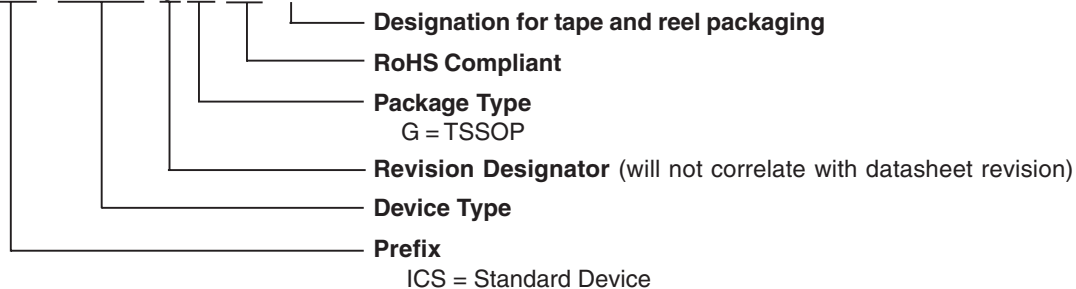 Designation for tape and reel packaging
RoHS Compliant
Package Type
G = TSSOP
Revision Designator (will not correlate with datasheet revision)
Device Type
Prefix
ICS = Standard Device